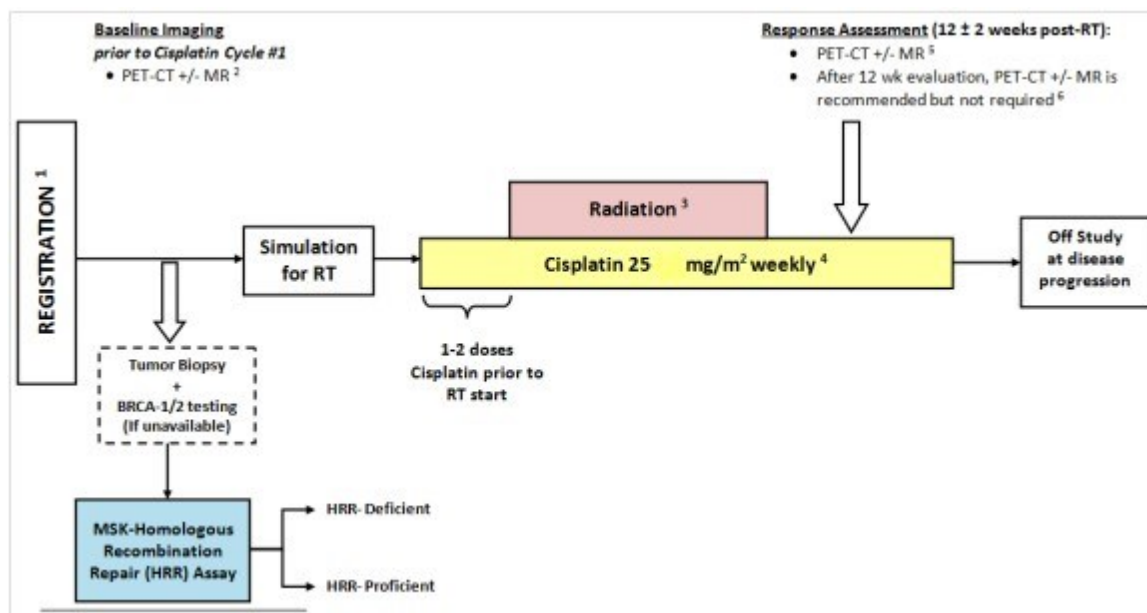 Baseline Imaging
prior to Cisplatin Cycle #1
• PET-CT +/- MR ²
Response Assessment (12 ± 2 weeks post-RT):
• PET-CT +/- MR ⁵
• After 12 wk evaluation, PET-CT +/- MR is
recommended but not required ⁶
REGISTRATION ¹
Simulation
for RT
Radiation ³
Cisplatin 25 mg/m² weekly ⁴
Off Study
at disease
progression
1-2 doses
Cisplatin prior to
RT start
Tumor Biopsy
+
BRCA-1/2 testing
(If unavailable)
MSK-Homologous
Recombination
Repair (HRR) Assay
HRR- Deficient
HRR- Proficient